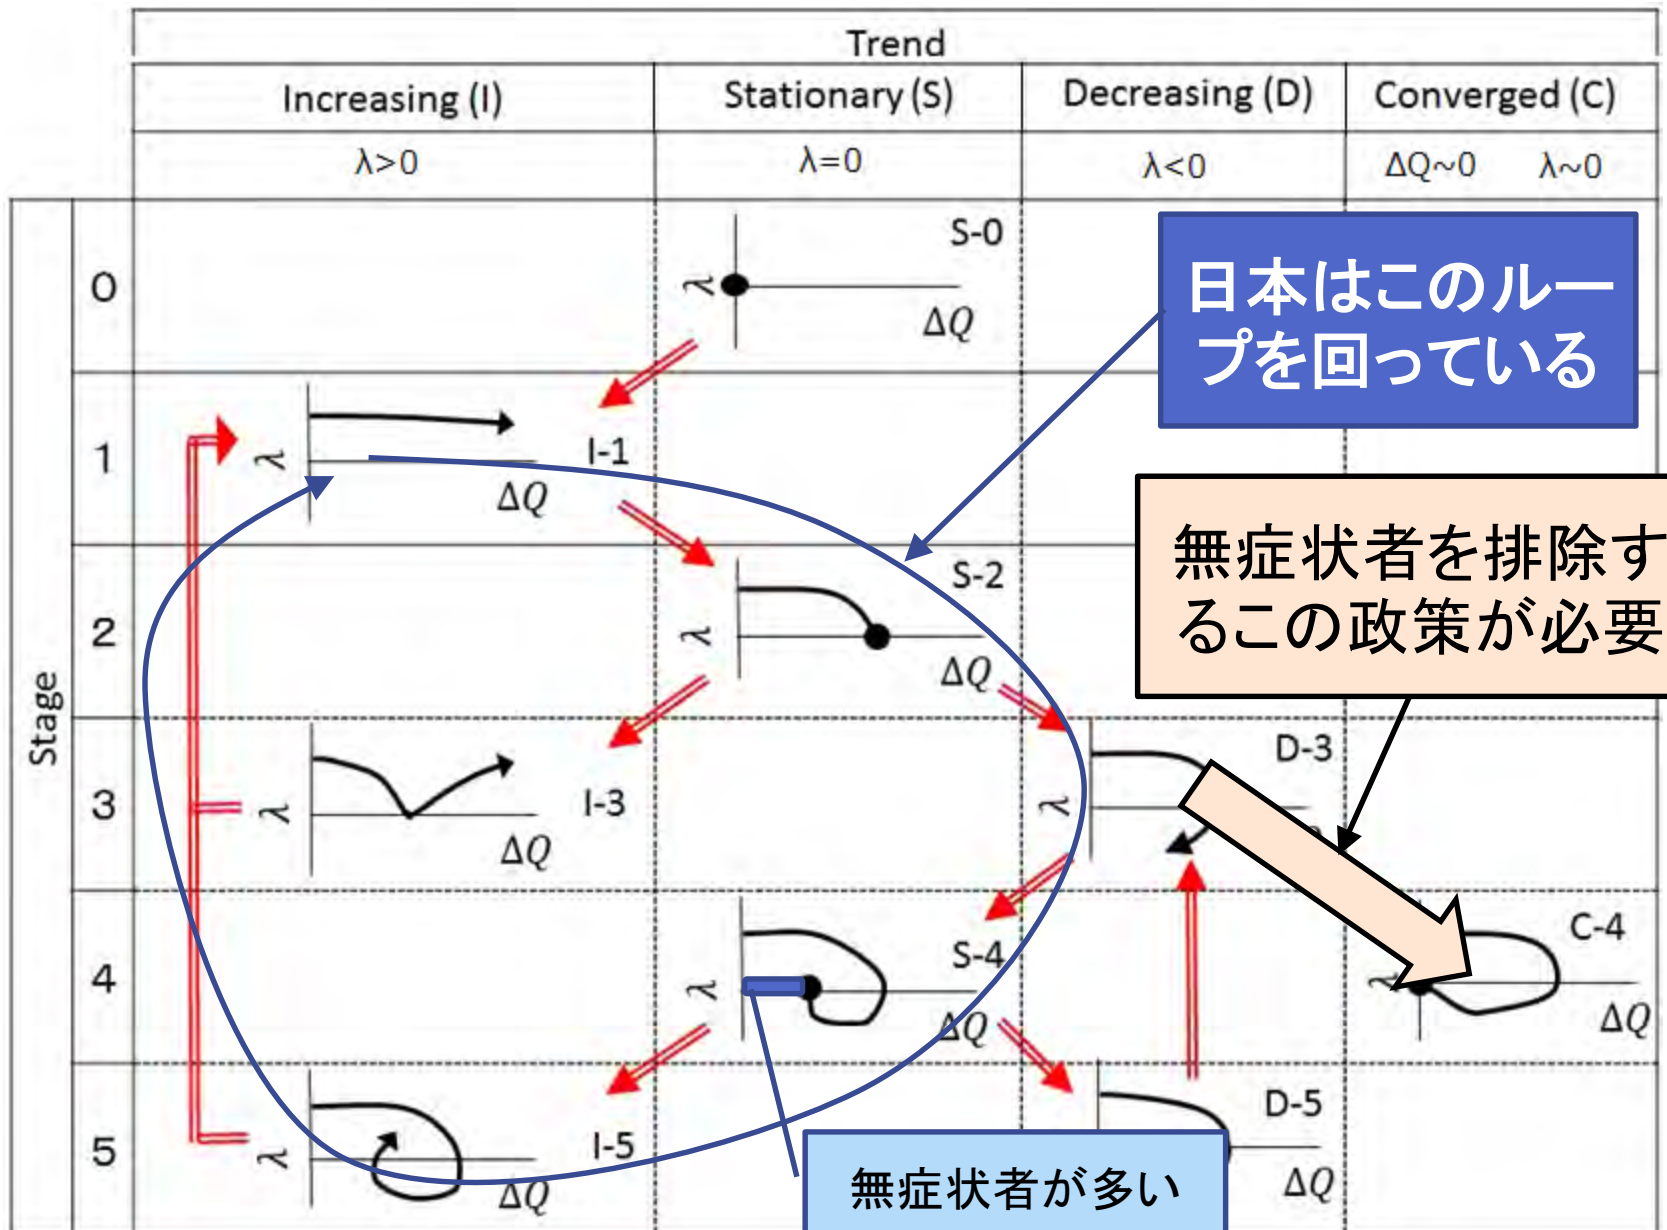 Trend
Increasing (I)
Stationary (S)
Decreasing (D)
Converged (C)
λ>0
λ=0
λ<0
ΔQ~0 λ~0
Stage
0
λ
S-0
ΔQ
日本はこのルー
プを回っている
1
λ
I-1
ΔQ
無症状者を排除す
るこの政策が必要
2
λ
S-2
ΔQ
3
λ
I-3
ΔQ
λ
D-3
4
λ
S-4
ΔQ
λ
C-4
ΔQ
5
λ
I-5
ΔQ
無症状者が多い
D-5
ΔQ